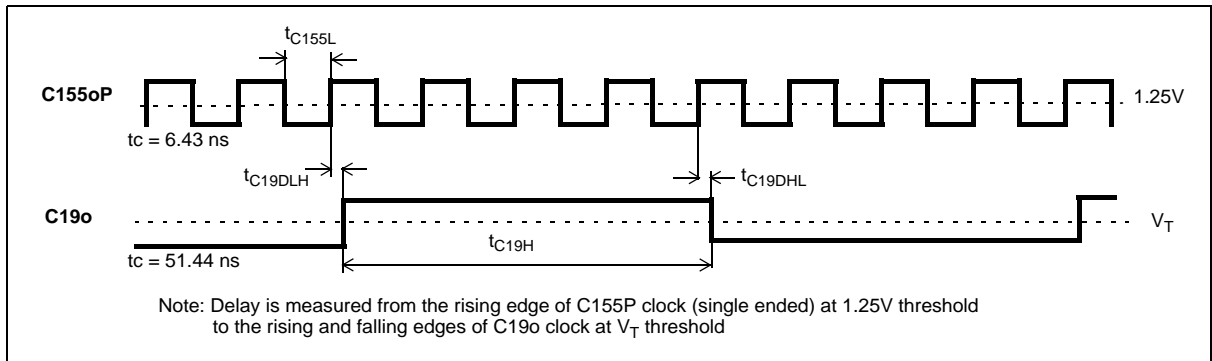 tC155L
C155oP
1.25V
tc = 6.43 ns
tC19DLH
tC19DHL
C19o
VT
tC19H
tc = 51.44 ns
Note: Delay is measured from the rising edge of C155P clock (single ended) at 1.25V threshold
to the rising and falling edges of C19o clock at VT threshold